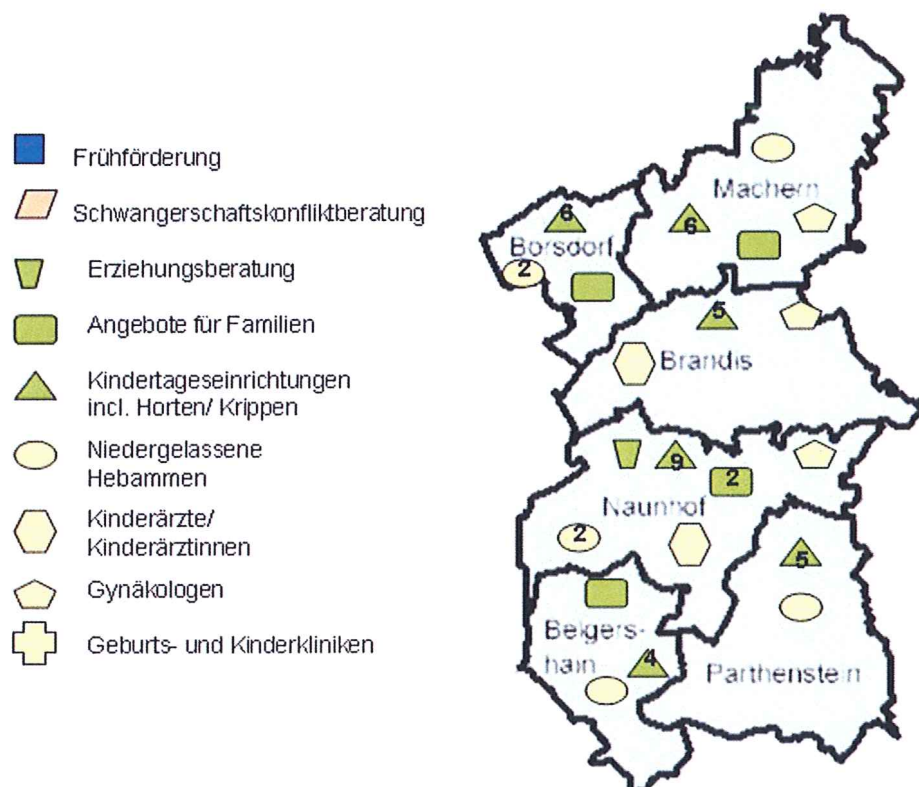 Frühförderung
Schwangerschaftskonfliktberatung
Erziehungsberatung
Angebote für Familien
Kindertageseinrichtungen
incl. Horten/ Krippen
Niedergelassene
Hebammen
Kinderärzte/
Kinderärztinnen
Gynäkologen
Geburts- und Kinderkliniken
Machern
6
6
Borsdorf
2
5
Brandis
9
2
Naunhof
2
5
Belgers-
hain
4
Parthenstein